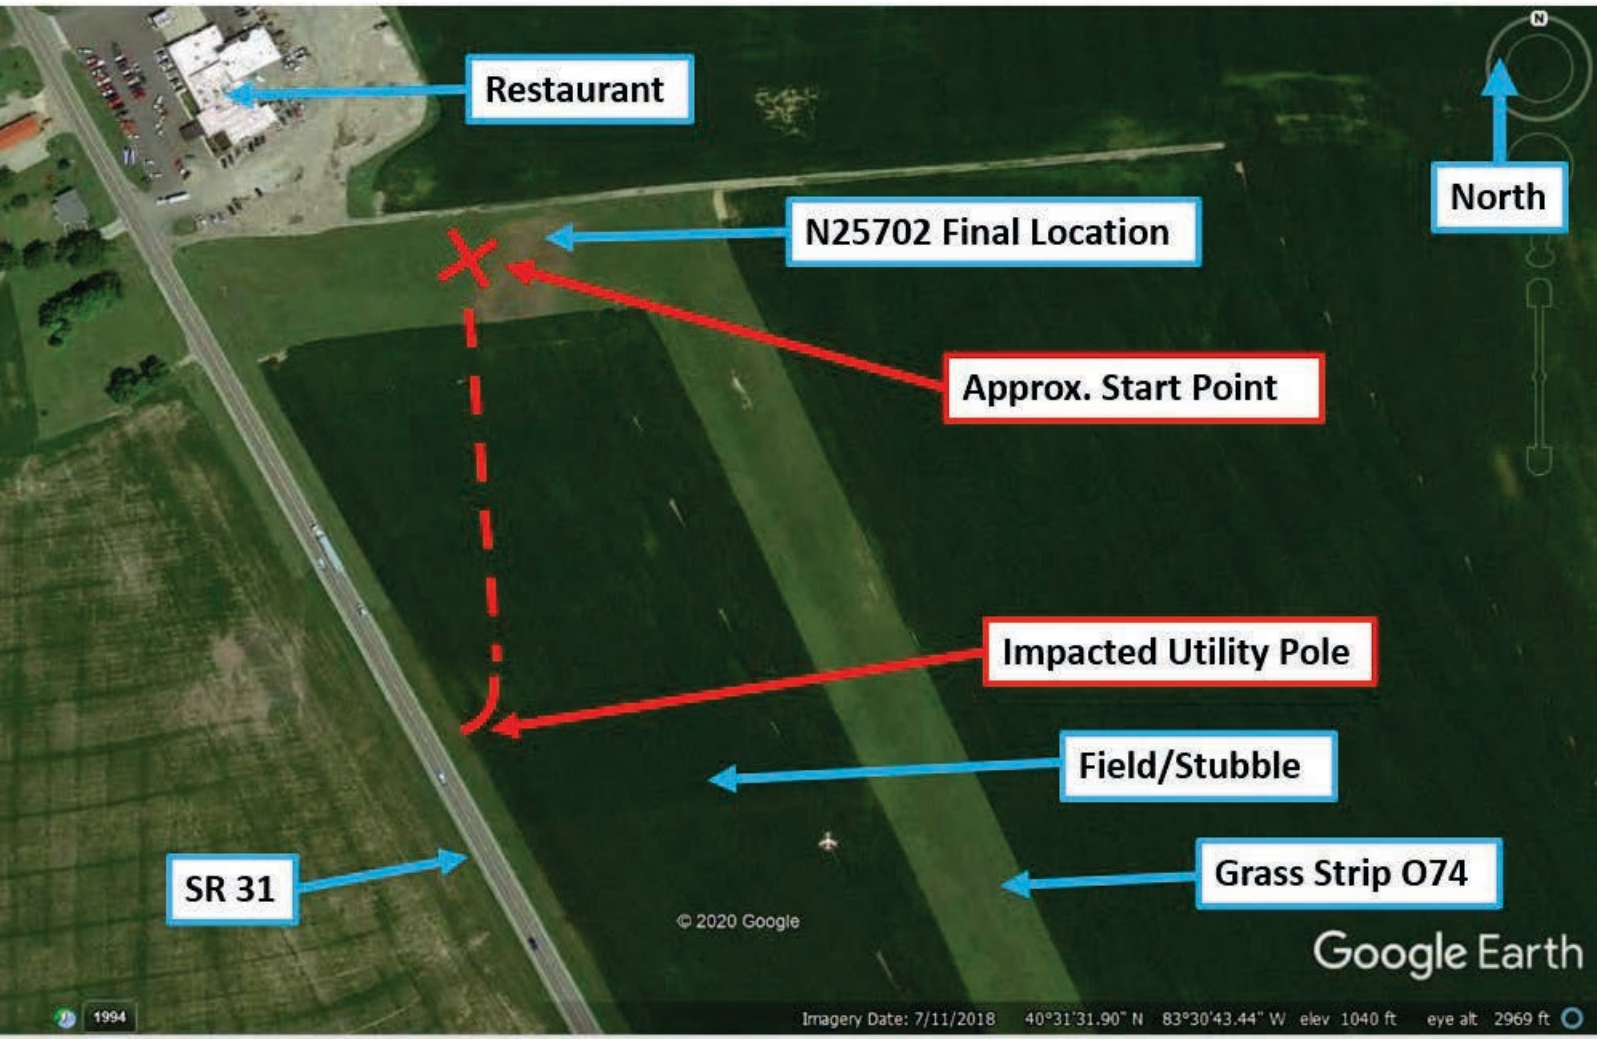 N
Restaurant
North
N25702 Final Location
Approx. Start Point
Impacted Utility Pole
Field/Stubble
Grass Strip O74
SR 31
© 2020 Google
Google Earth
1994
Imagery Date: 7/11/2018 40°31'31.90" N 83°30'43.44" W elev 1040 ft eye alt 2969 ft